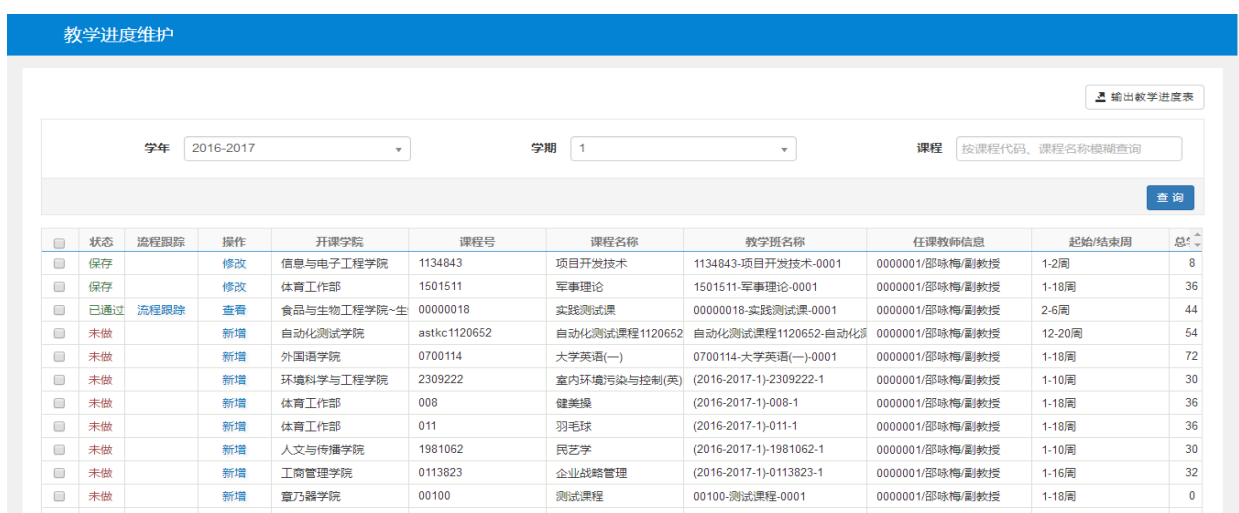 教学进度维护
输出教学进度表
学年 2016-2017 学期 1 课程 按课程代码、课程名称模糊查询
查 询
状态 流程跟踪 操作 开课学院 课程号 课程名称 教学班名称 任课教师信息 起始/结束周 总
保存 修改 信息与电子工程学院 1134843 项目开发技术 1134843-项目开发技术-0001 0000001/邵咏梅/副教授 1-2周 8
保存 修改 体育工作部 1501511 军事理论 1501511-军事理论-0001 0000001/邵咏梅/副教授 1-18周 36
已通过 流程跟踪 查看 食品与生物工程学院~生 00000018 实践测试课 00000018-实践测试课-0001 0000001/邵咏梅/副教授 2-6周 44
未做 新增 自动化测试学院 astkc1120652 自动化测试课程1120652 自动化测试课程1120652-自动化测 0000001/邵咏梅/副教授 12-20周 54
未做 新增 外国语学院 0700114 大学英语(一) 0700114-大学英语(一)-0001 0000001/邵咏梅/副教授 1-18周 72
未做 新增 环境科学与工程学院 2309222 室内环境污染与控制(英) (2016-2017-1)-2309222-1 0000001/邵咏梅/副教授 1-10周 30
未做 新增 体育工作部 008 健美操 (2016-2017-1)-008-1 0000001/邵咏梅/副教授 1-18周 36
未做 新增 体育工作部 011 羽毛球 (2016-2017-1)-011-1 0000001/邵咏梅/副教授 1-18周 36
未做 新增 人文与传播学院 1981062 民艺学 (2016-2017-1)-1981062-1 0000001/邵咏梅/副教授 1-10周 30
未做 新增 工商管理学院 0113823 企业战略管理 (2016-2017-1)-0113823-1 0000001/邵咏梅/副教授 1-16周 32
未做 新增 章乃器学院 00100 测试课程 00100-测试课程-0001 0000001/邵咏梅/副教授 1-18周 0